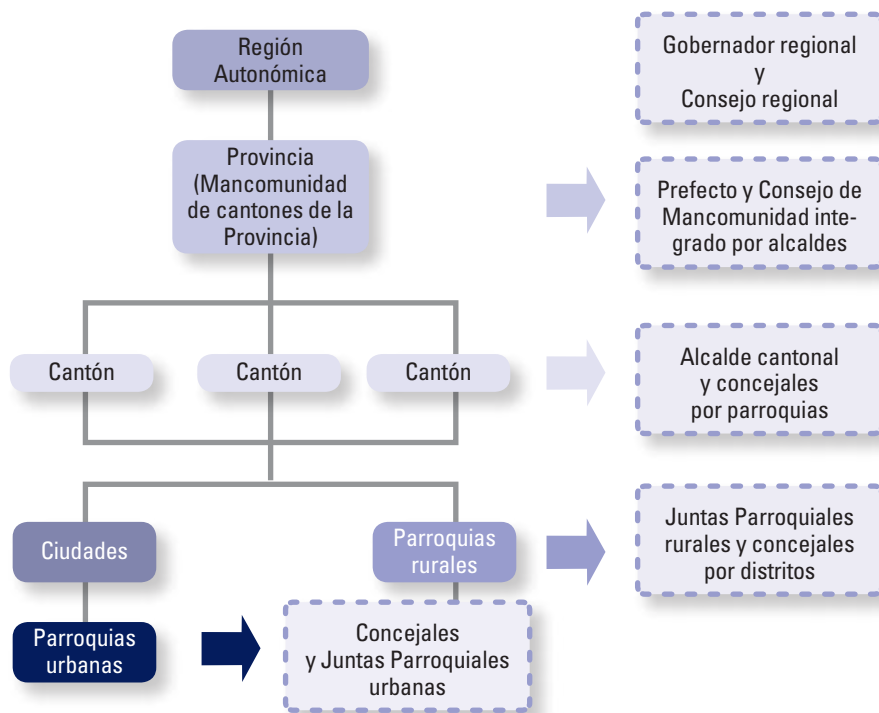 Región
Autonómica
Gobernador regional
y
Consejo regional
Provincia
(Mancomunidad
de cantones de la
Provincia)
Prefecto y Consejo de
Mancomunidad inte-
grado por alcaldes
Cantón
Cantón
Cantón
Alcalde cantonal
y concejales
por parroquias
Ciudades
Parroquias
rurales
Juntas Parroquiales
rurales y concejales
por distritos
Parroquias
urbanas
Concejales
y Juntas Parroquiales
urbanas